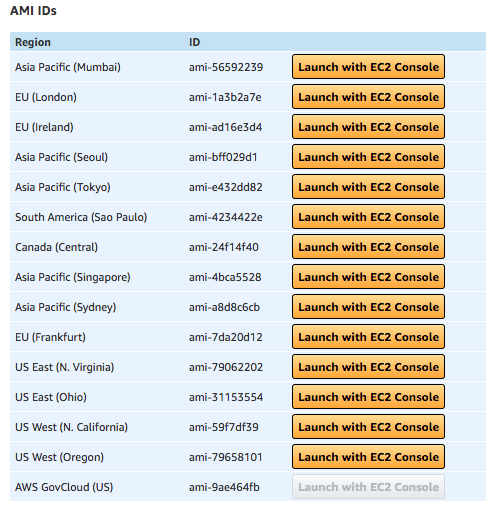 AMI IDs
Region ID
Asia Pacific (Mumbai) ami-56592239 Launch with EC2 Console
EU (London) ami-1a3b2a7e Launch with EC2 Console
EU (Ireland) ami-ad16e3d4 Launch with EC2 Console
Asia Pacific (Seoul) ami-bff029d1 Launch with EC2 Console
Asia Pacific (Tokyo) ami-e432dd82 Launch with EC2 Console
South America (Sao Paulo) ami-4234422e Launch with EC2 Console
Canada (Central) ami-24f14f40 Launch with EC2 Console
Asia Pacific (Singapore) ami-4bca5528 Launch with EC2 Console
Asia Pacific (Sydney) ami-a8d8c6cb Launch with EC2 Console
EU (Frankfurt) ami-7da20d12 Launch with EC2 Console
US East (N. Virginia) ami-79062202 Launch with EC2 Console
US East (Ohio) ami-31153554 Launch with EC2 Console
US West (N. California) ami-59f7df39 Launch with EC2 Console
US West (Oregon) ami-79658101 Launch with EC2 Console
AWS GovCloud (US) ami-9ae464fb Launch with EC2 Console